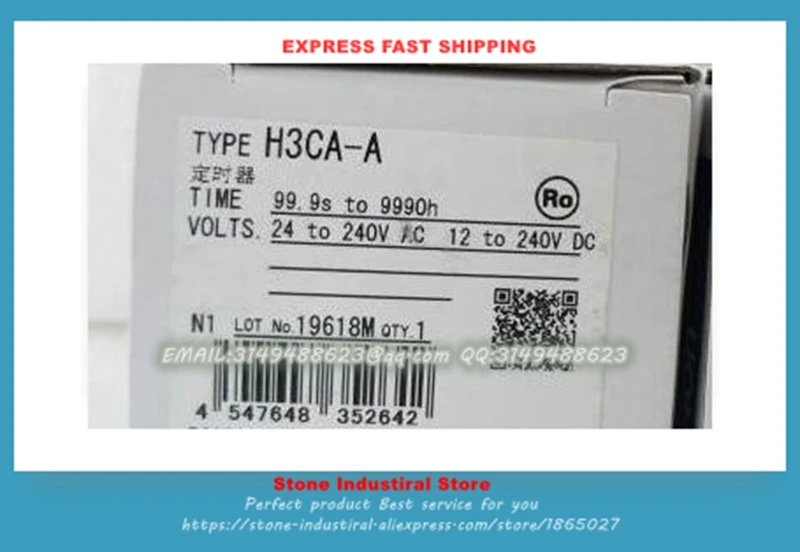 EXPRESS FAST SHIPPING
TYPE H3CA-A
定时器
TIME 99.9s to 9990h
Ro
VOLTS. 24 to 240V AC 12 to 240V DC
N1 LOT No.19618M QTY.1
EMAIL:3149488623@qq.com QQ:3149488623
4 547648 352642
Stone Industiral Store
Perfect product Best service for you
https://stone-industiral.aliexpress.com/store/1865027